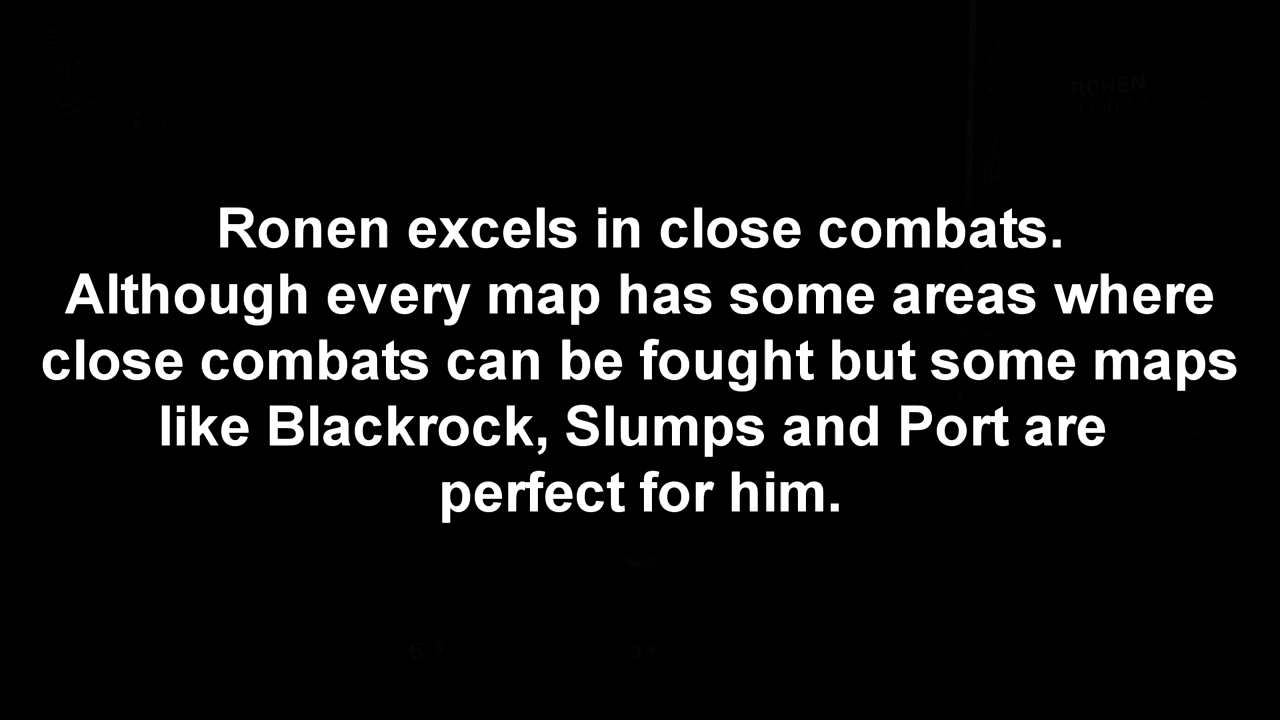 RONEN
Ronen excels in close combats.
Although every map has some areas where
close combats can be fought but some maps
like Blackrock, Slumps and Port are
perfect for him.